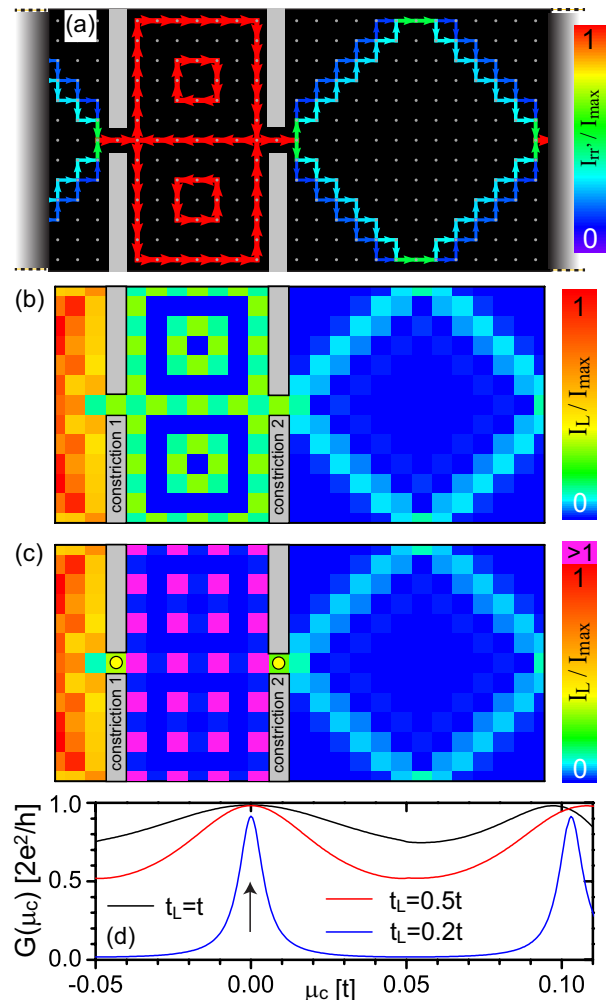 (a)
1
I_rr'/I_max
0
(b)
constriction 1
constriction 2
1
I_L / I_max
0
(c)
constriction 1
constriction 2
>1
1
I_L / I_max
0
G(μ_c) [2e²/h]
1.0
0.5
0.0
t_L=t
t_L=0.5t
t_L=0.2t
(d)
-0.05
0.00
0.05
0.10
μ_c [t]